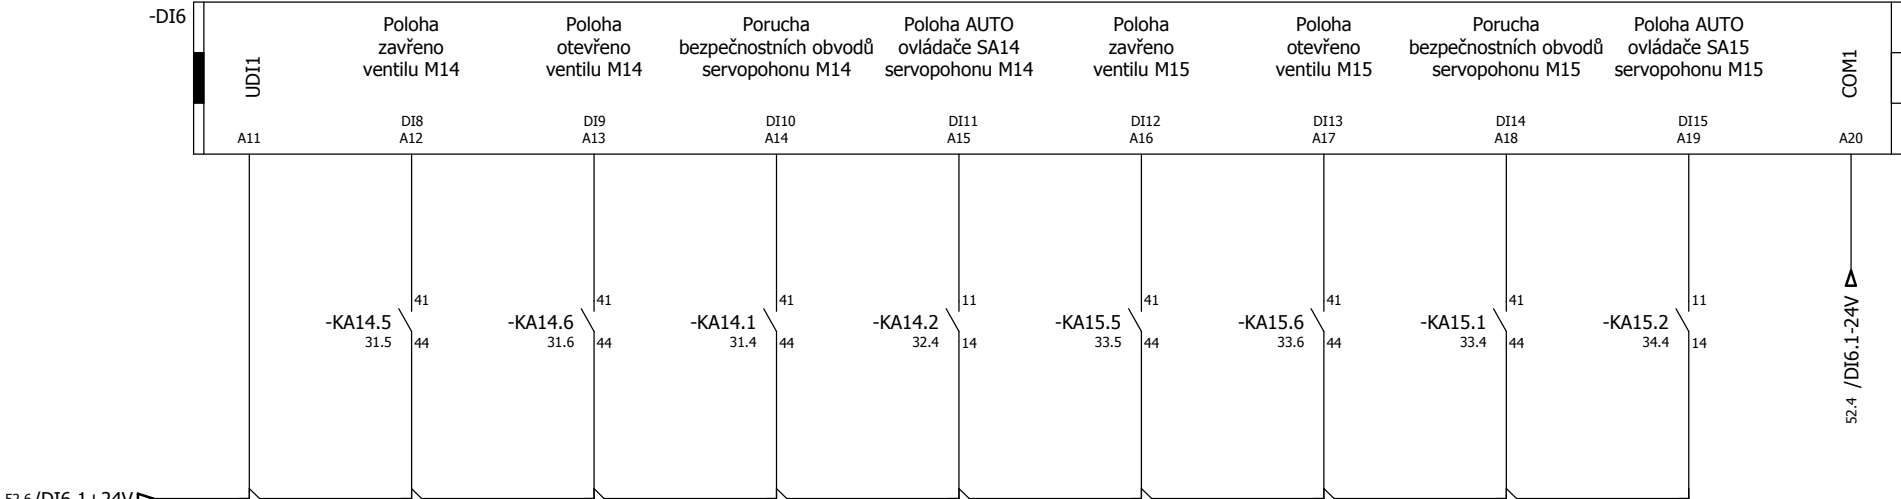 -DI6
UDI1
Poloha
zavřeno
ventilu M14
Poloha
otevřeno
ventilu M14
Porucha
bezpečnostních obvodů
servopohonu M14
Poloha AUTO
ovládače SA14
servopohonu M14
Poloha
zavřeno
ventilu M15
Poloha
otevřeno
ventilu M15
Porucha
bezpečnostních obvodů
servopohonu M15
Poloha AUTO
ovládače SA15
servopohonu M15
COM1
A11
DI8
A12
DI9
A13
DI10
A14
DI11
A15
DI12
A16
DI13
A17
DI14
A18
DI15
A19
A20
41
-KA14.5
31.5
44
41
-KA14.6
31.6
44
41
-KA14.1
31.4
44
11
-KA14.2
32.4
14
41
-KA15.5
33.5
44
41
-KA15.6
33.6
44
41
-KA15.1
33.4
44
11
-KA15.2
34.4
14
52.4 /DI6.1-24V
52.6 /DI6.1+24V